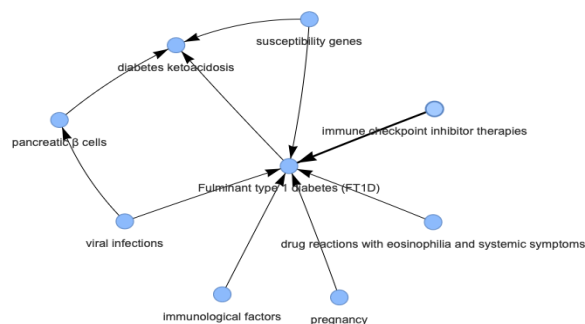 susceptibility genes
diabetes ketoacidosis
immune checkpoint inhibitor therapies
pancreatic β cells
Fulminant type 1 diabetes (FT1D)
viral infections
drug reactions with eosinophilia and systemic symptoms
immunological factors
pregnancy